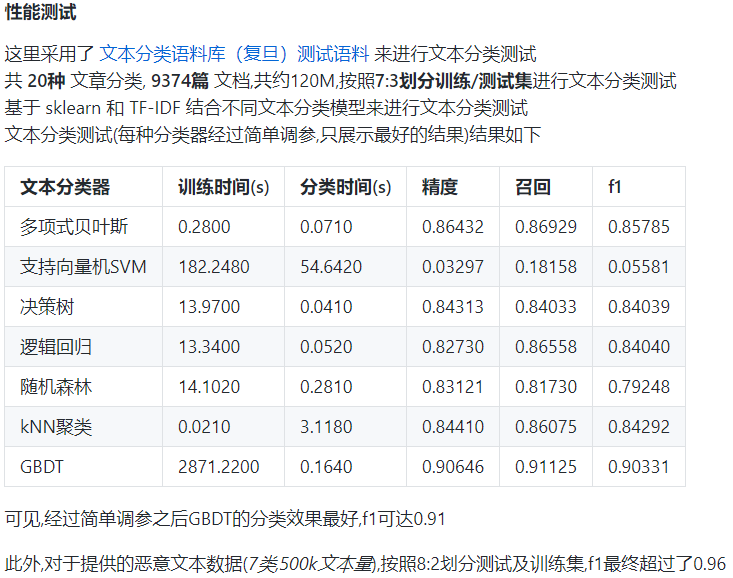 性能测试
这里采用了 文本分类语料库（复旦）测试语料 来进行文本分类测试
共 20种 文章分类, 9374篇 文档,共约120M,按照7:3划分训练/测试集进行文本分类测试
基于 sklearn 和 TF-IDF 结合不同文本分类模型来进行文本分类测试
文本分类测试(每种分类器经过简单调参,只展示最好的结果)结果如下
文本分类器 训练时间(s) 分类时间(s) 精度 召回 f1
多项式贝叶斯 0.2800 0.0710 0.86432 0.86929 0.85785
支持向量机SVM 182.2480 54.6420 0.03297 0.18158 0.05581
决策树 13.9700 0.0410 0.84313 0.84033 0.84039
逻辑回归 13.3400 0.0520 0.82730 0.86558 0.84040
随机森林 14.1020 0.2810 0.83121 0.81730 0.79248
kNN聚类 0.0210 3.1180 0.84410 0.86075 0.84292
GBDT 2871.2200 0.1640 0.90646 0.91125 0.90331
可见,经过简单调参之后GBDT的分类效果最好,f1可达0.91
此外,对于提供的恶意文本数据(7类500k文本量),按照8:2划分测试及训练集,f1最终超过了0.96